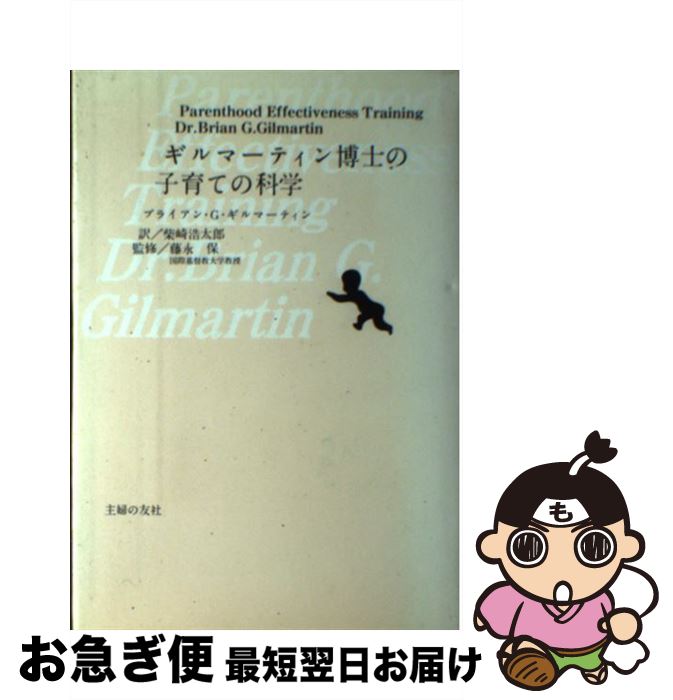 Parenthood
Effectiveness
Training
Dr.Brian G.
Gilmartin
Parenthood Effectiveness Training
Dr.Brian G.Gilmartin
ギルマーティン博士の
子育ての科学
ブライアン・G・ギルマーティン
訳／柴崎浩太郎
監修／藤永 保
国際基督教大学教授
主婦の友社
も
お急ぎ便 最短翌日お届け